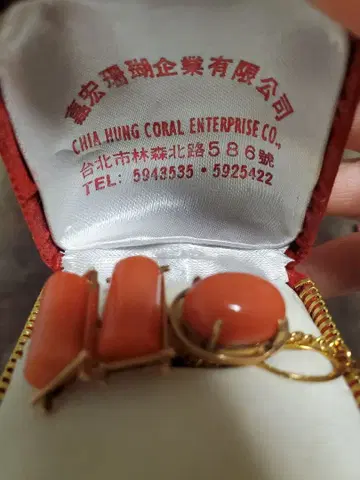 嘉宏珊瑚企業有限公司
CHIA HUNG CORAL ENTERPRISE CO.,
台北市林森北路586號
TEL: 5943535・5925422